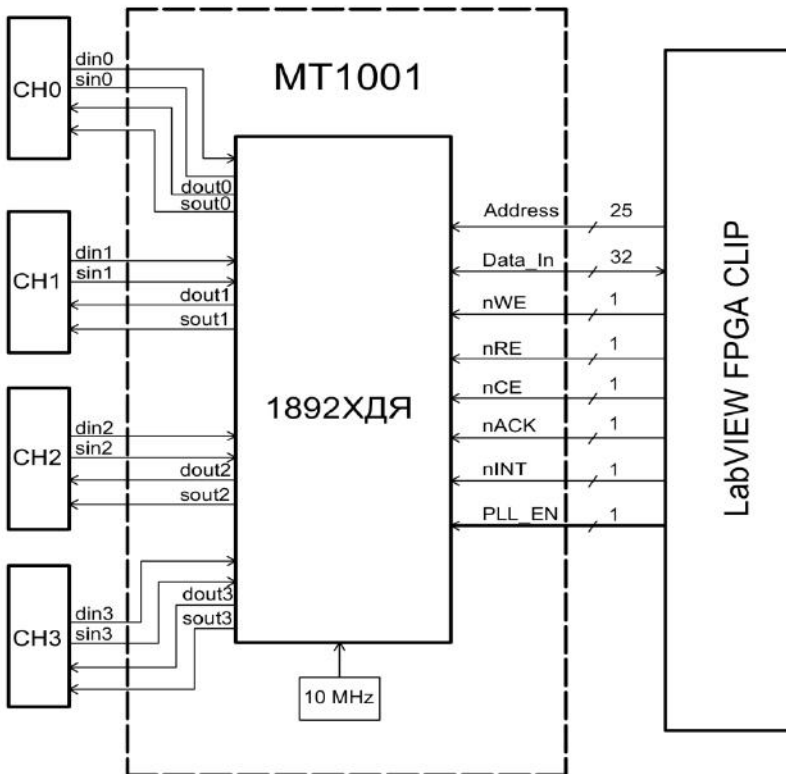 MT1001
CH0
din0
sin0
dout0
sout0
CH1
din1
sin1
dout1
sout1
CH2
din2
sin2
dout2
sout2
CH3
din3
sin3
dout3
sout3
1892ХДЯ
10 MHz
Address 25
Data_In 32
nWE 1
nRE 1
nCE 1
nACK 1
nINT 1
PLL_EN 1
LabVIEW FPGA CLIP